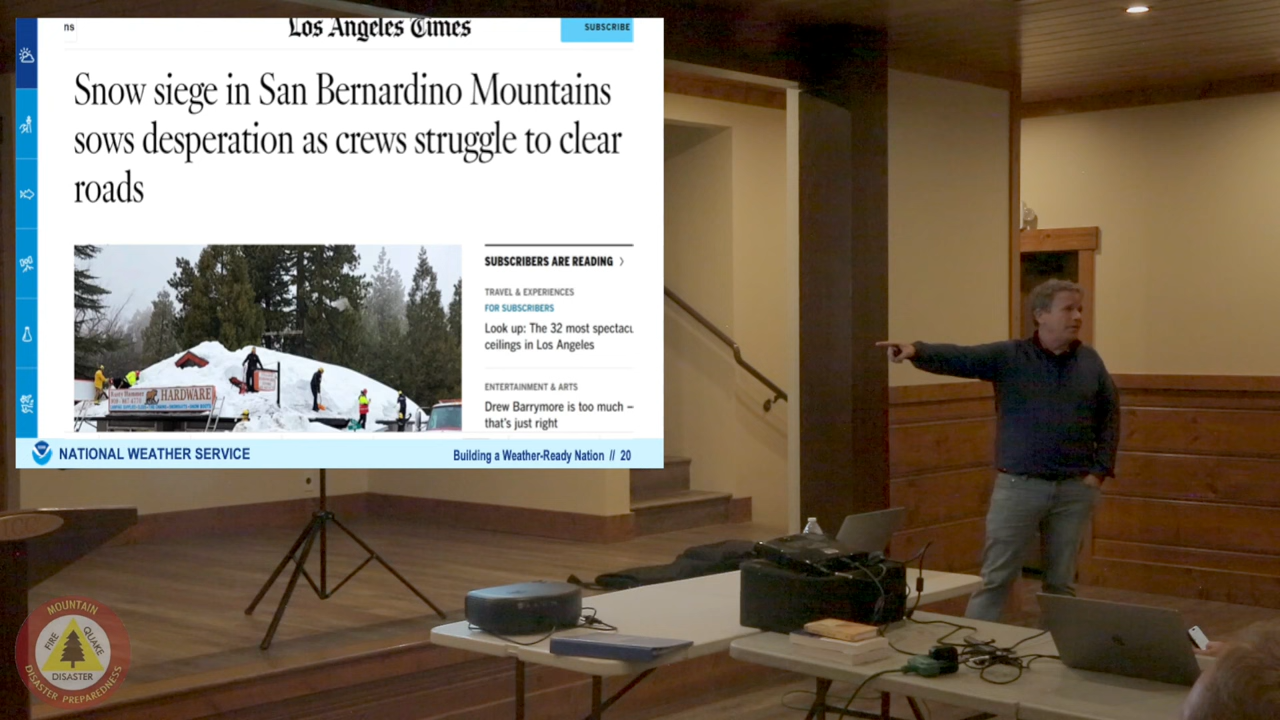 ns
Los Angeles Times
SUBSCRIBE
Snow siege in San Bernardino Mountains
sows desperation as crews struggle to clear
roads
SUBSCRIBERS ARE READING
TRAVEL & EXPERIENCES
FOR SUBSCRIBERS
Look up: The 32 most spectacu
ceilings in Los Angeles
ENTERTAINMENT & ARTS
Drew Barrymore is too much –
that's just right
HARDWARE
NATIONAL WEATHER SERVICE
Building a Weather-Ready Nation // 20
MOUNTAIN
FIRE
QUAKE
DISASTER
DISASTER PREPAREDNESS